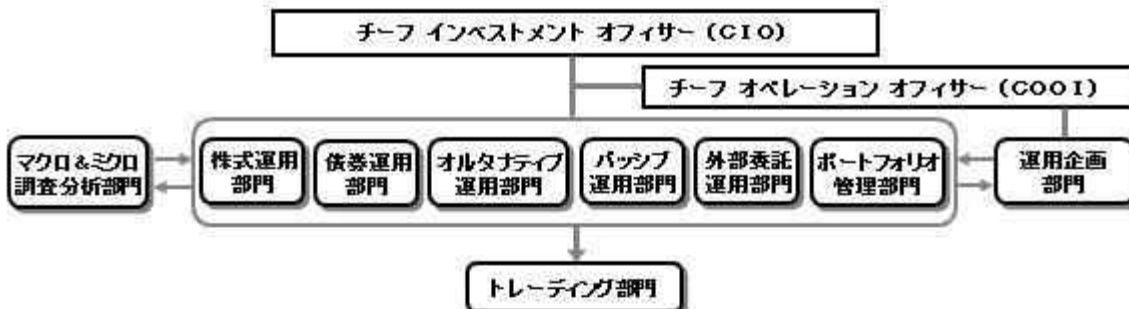 チーフ インベストメント オフィサー (CIO)
チーフ オペレーション オフィサー (COOI)
マクロ&ミクロ
調査分析部門
株式運用
部門
債券運用
部門
オルタナティブ
運用部門
パッシブ
運用部門
外部委託
運用部門
ポートフォリオ
管理部門
運用企画
部門
トレーディング部門